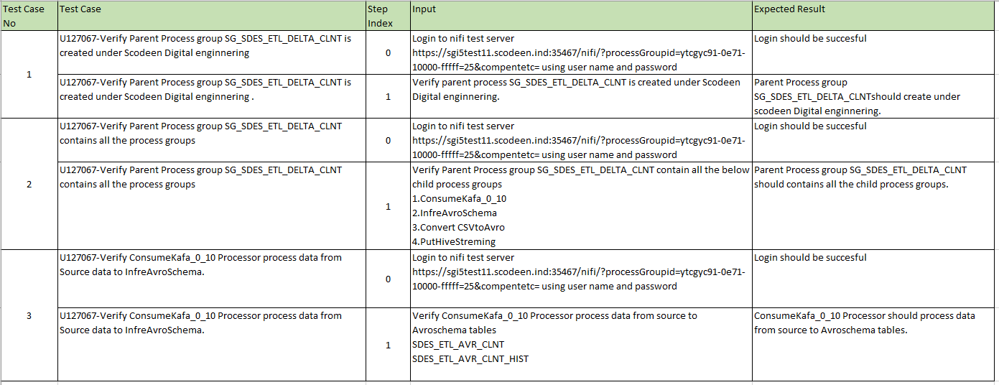 Test Case No
Test Case
Step Index
Input
Expected Result
1
U127067-Verify Parent Process group SG_SDES_ETL_DELTA_CLNT is
created under Scodeen Digital enginnering
0
Login to nifi test server
https://sgi5test11.scodeen.ind:35467/nifi/?processGroupid=ytcgyc91-0e71-
10000-fffff=25&compentetc= using user name and password
Login should be succesful
U127067-Verify Parent Process group SG_SDES_ETL_DELTA_CLNT is
created under Scodeen Digital enginnering .
1
Verify parent process SG_SDES_ETL_DELTA_CLNT is created under Scodeen
Digital enginnering.
Parent Process group
SG_SDES_ETL_DELTA_CLNTshould create under
scodeen Digital enginnering.
2
U127067-Verify Parent Process group SG_SDES_ETL_DELTA_CLNT
contains all the process groups
0
Login to nifi test server
https://sgi5test11.scodeen.ind:35467/nifi/?processGroupid=ytcgyc91-0e71-
10000-fffff=25&compentetc= using user name and password
Login should be succesful
U127067-Verify Parent Process group SG_SDES_ETL_DELTA_CLNT
contains all the process groups
1
Verify Parent Process group SG_SDES_ETL_DELTA_CLNT contain all the below
child process groups
1.ConsumeKafa_0_10
2.InfreAvroSchema
3.Convert CSVtoAvro
4.PutHiveStreming
Parent Process group SG_SDES_ETL_DELTA_CLNT
should contains all the child process groups.
3
U127067-Verify ConsumeKafa_0_10 Processor process data from
Source data to InfreAvroSchema.
0
Login to nifi test server
https://sgi5test11.scodeen.ind:35467/nifi/?processGroupid=ytcgyc91-0e71-
10000-fffff=25&compentetc= using user name and password
Login should be succesful
U127067-Verify ConsumeKafa_0_10 Processor process data from
Source data to InfreAvroSchema.
1
Verify ConsumeKafa_0_10 Processor process data from source to
Avroschema tables
SDES_ETL_AVR_CLNT
SDES_ETL_AVR_CLNT_HIST
ConsumeKafa_0_10 Processor should process data
from source to Avroschema tables.